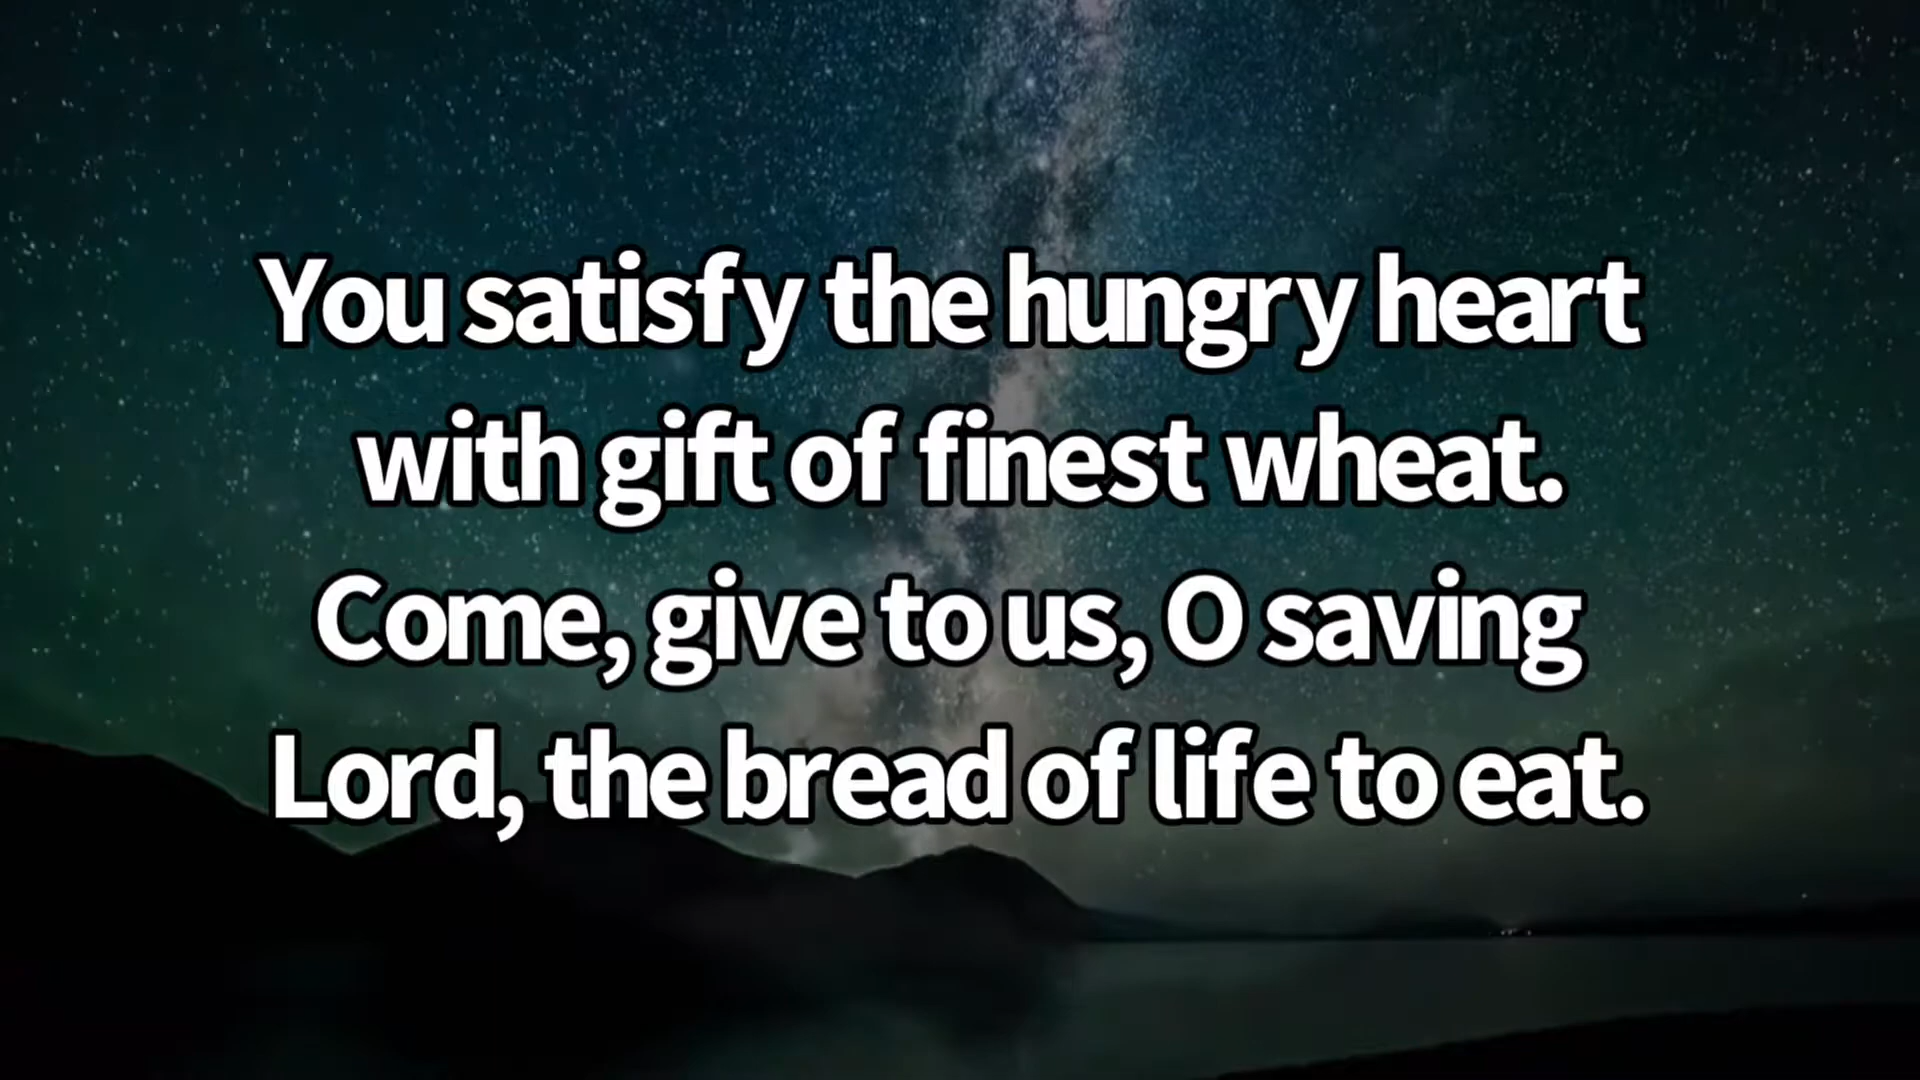 You satisfy the hungry heart
with gift of finest wheat.
Come, give to us, O saving
Lord, the bread of life to eat.